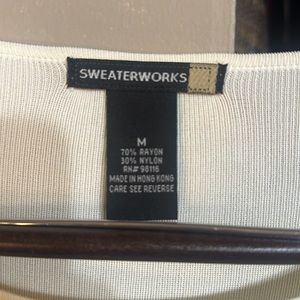 SWEATERWORKS
M
70% RAYON
30% NYLON
RN# 98116
MADE IN HONG KONG
CARE SEE REVERSE